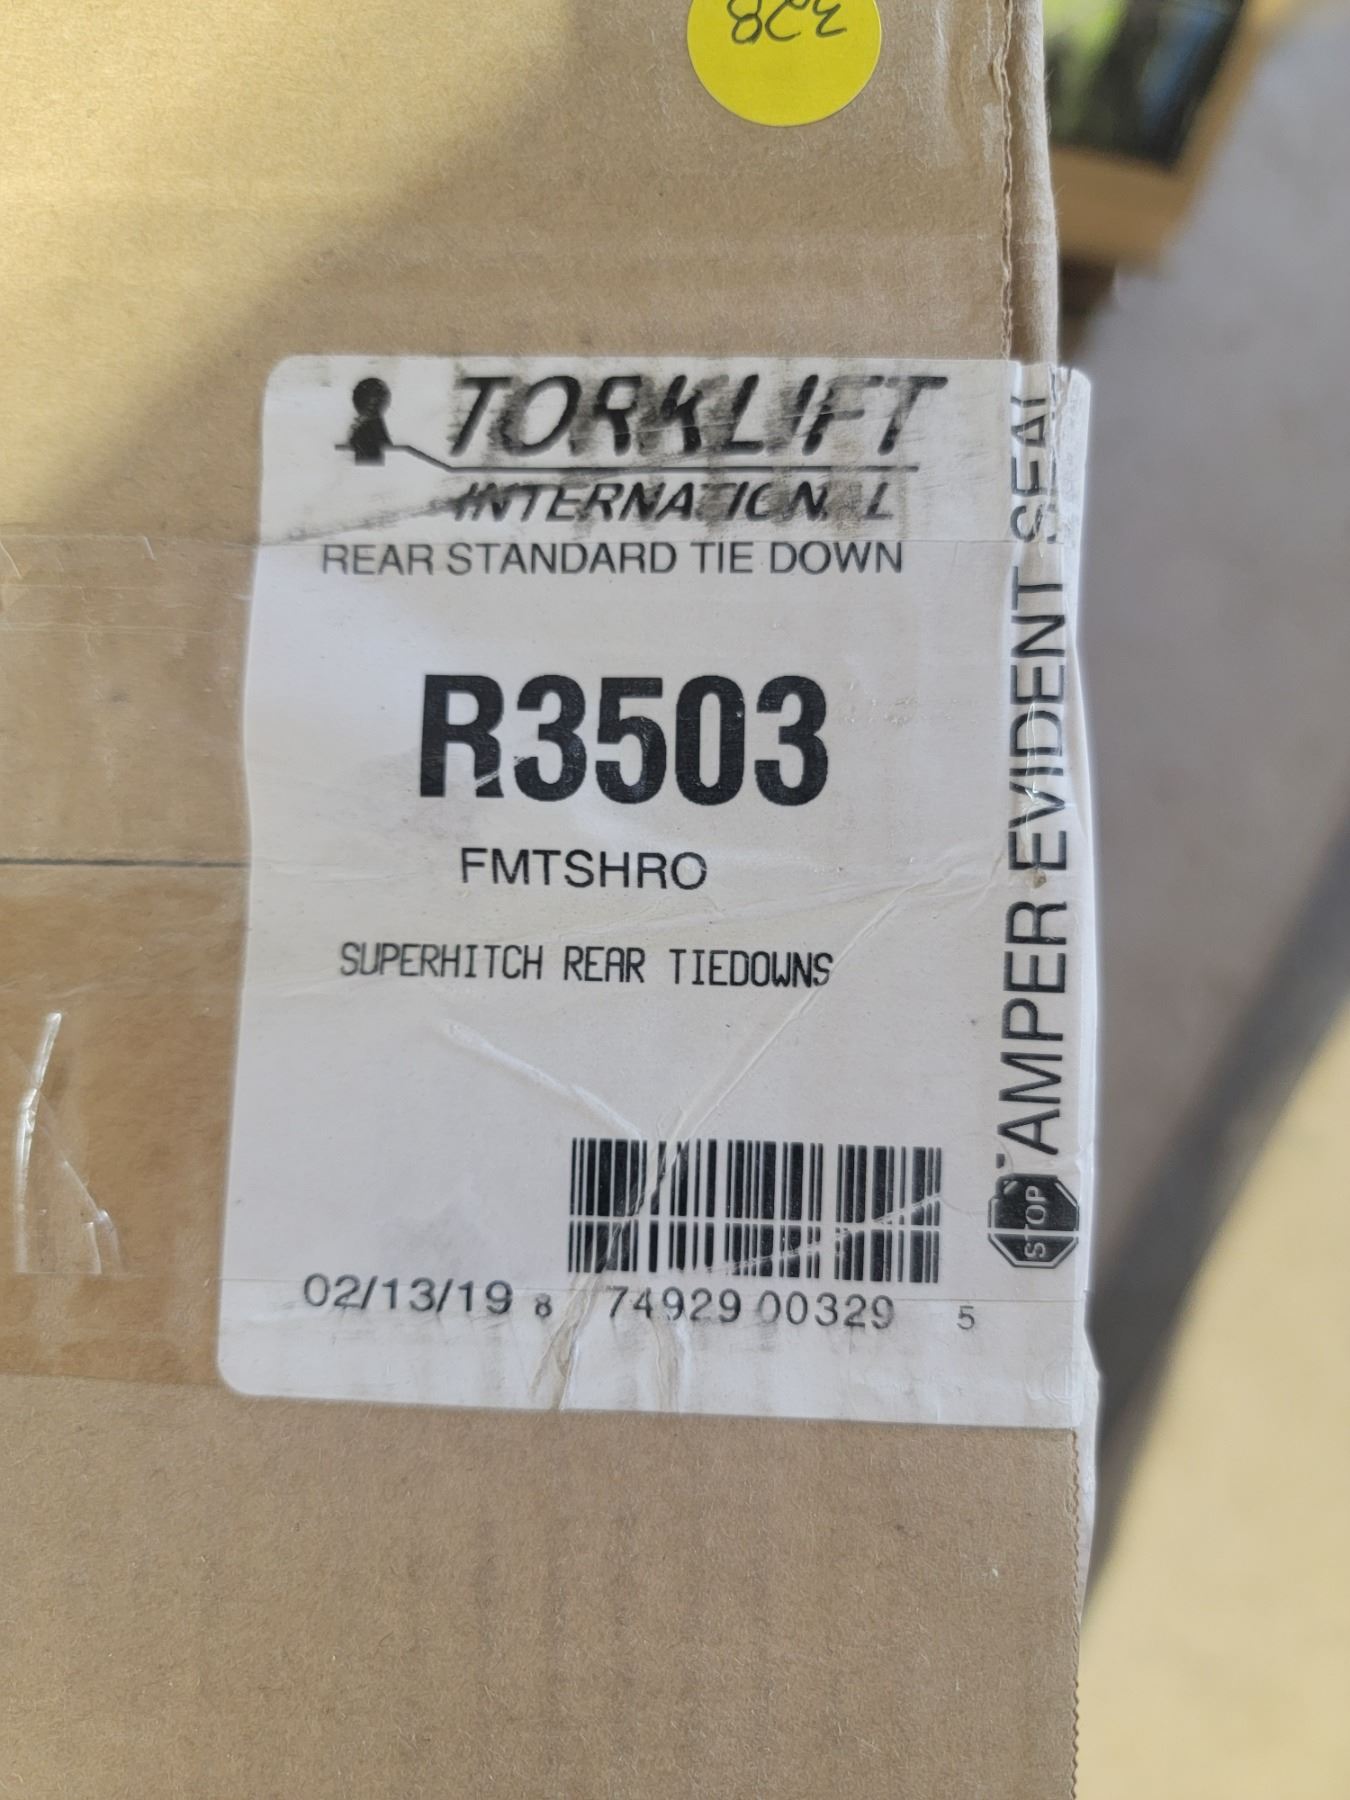 328
TORKLIFT
INTERNATIONAL
REAR STANDARD TIE DOWN
R3503
FMTSHRO
SUPERHITCH REAR TIEDOWNS
02/13/19 8 74929 00329 5
TAMPER EVIDENT SEAL
STOP